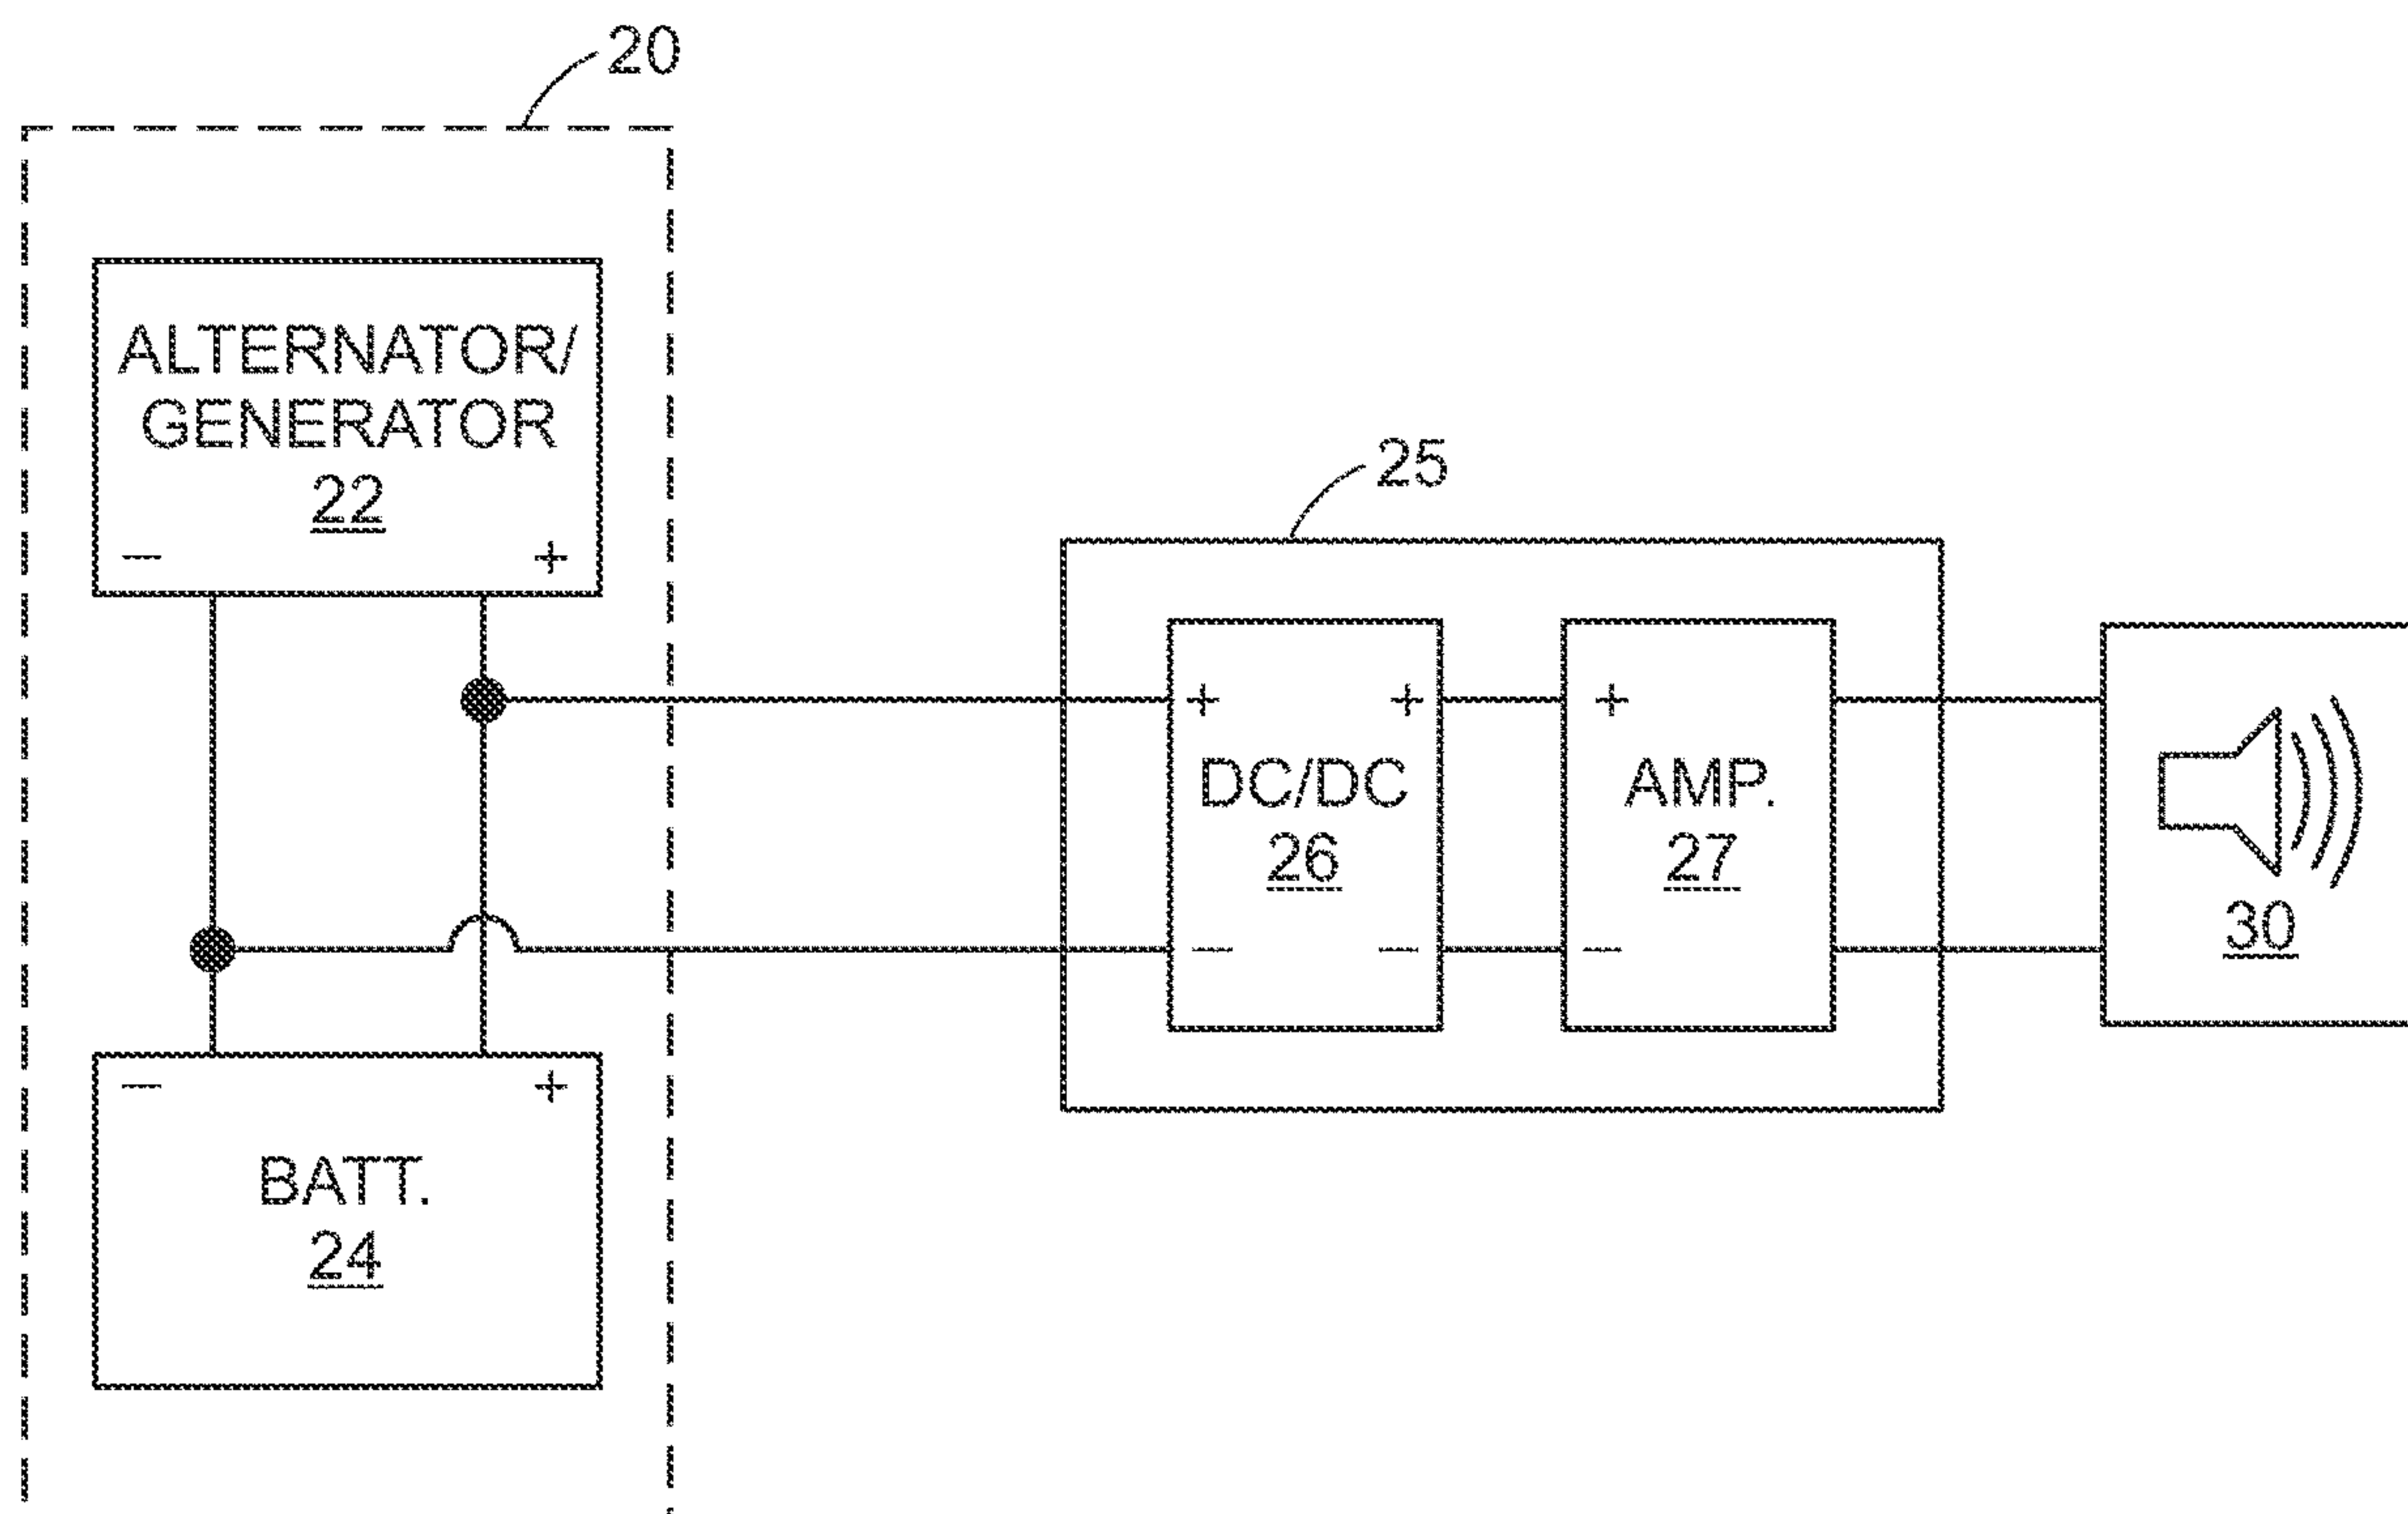 20
ALTERNATOR/
GENERATOR
22
− +
25
+ + +
DC/DC
26
AMP.
27
− − −
30
− +
BATT.
24